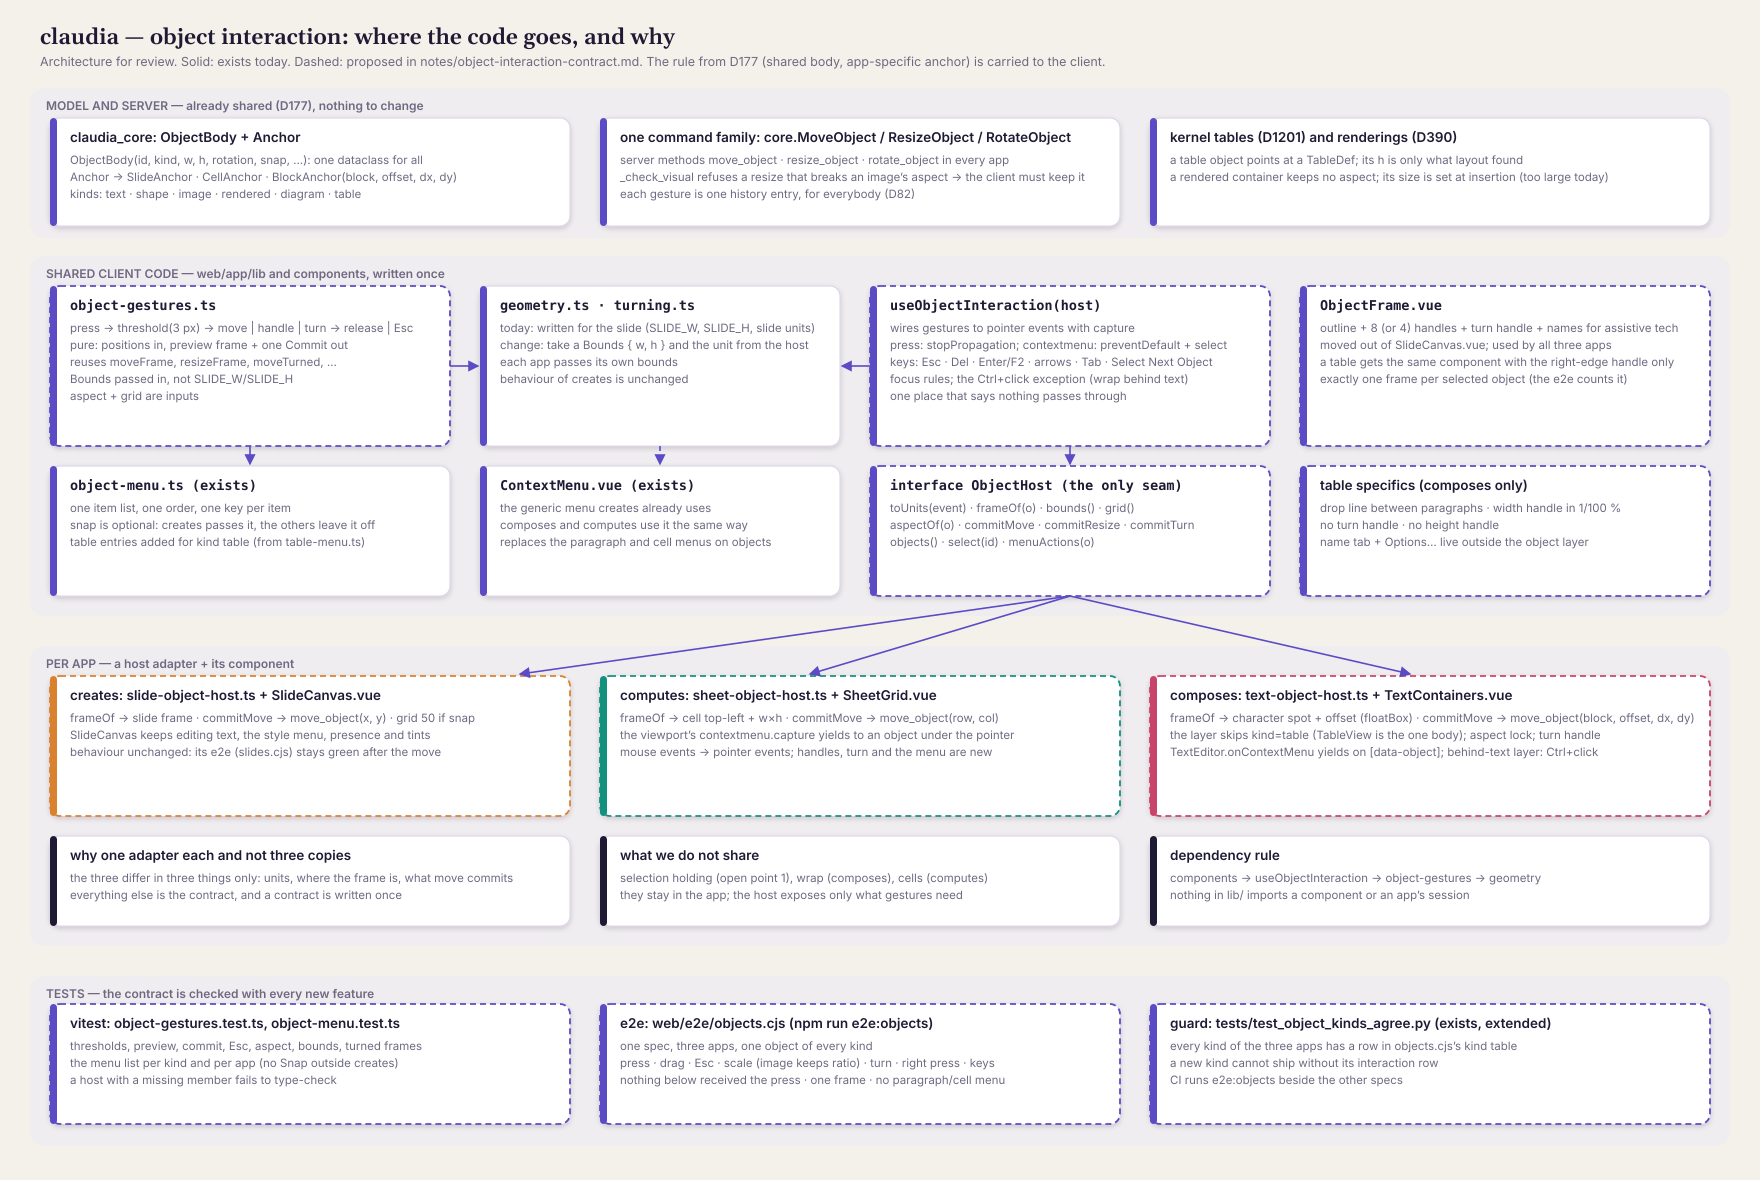 claudia — object interaction: where the code goes, and why
Architecture for review. Solid: exists today. Dashed: proposed in notes/object-interaction-contract.md. The rule from D177 (shared body, app-specific anchor) is carried to the client.
MODEL AND SERVER — already shared (D177), nothing to change
claudia_core: ObjectBody + Anchor
ObjectBody(id, kind, w, h, rotation, snap, ...): one dataclass for all
Anchor → SlideAnchor · CellAnchor · BlockAnchor(block, offset, dx, dy)
kinds: text · shape · image · rendered · diagram · table
one command family: core.MoveObject / ResizeObject / RotateObject
server methods move_object · resize_object · rotate_object in every app
_check_visual refuses a resize that breaks an image's aspect → the client must keep it
each gesture is one history entry, for everybody (D82)
kernel tables (D1201) and renderings (D390)
a table object points at a TableDef; its h is only what layout found
a rendered container keeps no aspect; its size is set at insertion (too large today)
SHARED CLIENT CODE — web/app/lib and components, written once
object-gestures.ts
press → threshold(3 px) → move | handle | turn → release | Esc
pure: positions in, preview frame + one Commit out
reuses moveFrame, resizeFrame, moveTurned, ...
Bounds passed in, not SLIDE_W/SLIDE_H
aspect + grid are inputs
geometry.ts · turning.ts
today: written for the slide (SLIDE_W, SLIDE_H, slide units)
change: take a Bounds { w, h } and the unit from the host
each app passes its own bounds
behaviour of creates is unchanged
useObjectInteraction(host)
wires gestures to pointer events with capture
press: stopPropagation; contextmenu: preventDefault + select
keys: Esc · Del · Enter/F2 · arrows · Tab · Select Next Object
focus rules; the Ctrl+click exception (wrap behind text)
one place that says nothing passes through
ObjectFrame.vue
outline + 8 (or 4) handles + turn handle + names for assistive tech
moved out of SlideCanvas.vue; used by all three apps
a table gets the same component with the right-edge handle only
exactly one frame per selected object (the e2e counts it)
object-menu.ts (exists)
one item list, one order, one key per item
snap is optional: creates passes it, the others leave it off
table entries added for kind table (from table-menu.ts)
ContextMenu.vue (exists)
the generic menu creates already uses
composes and computes use it the same way
replaces the paragraph and cell menus on objects
interface ObjectHost (the only seam)
toUnits(event) · frameOf(o) · bounds() · grid()
aspectOf(o) · commitMove · commitResize · commitTurn
objects() · select(id) · menuActions(o)
table specifics (composes only)
drop line between paragraphs · width handle in 1/100 %
no turn handle · no height handle
name tab + Options... live outside the object layer
PER APP — a host adapter + its component
creates: slide-object-host.ts + SlideCanvas.vue
frameOf → slide frame · commitMove → move_object(x, y) · grid 50 if snap
SlideCanvas keeps editing text, the style menu, presence and tints
behaviour unchanged: its e2e (slides.cjs) stays green after the move
computes: sheet-object-host.ts + SheetGrid.vue
frameOf → cell top-left + w×h · commitMove → move_object(row, col)
the viewport's contextmenu.capture yields to an object under the pointer
mouse events → pointer events; handles, turn and the menu are new
composes: text-object-host.ts + TextContainers.vue
frameOf → character spot + offset (floatBox) · commitMove → move_object(block, offset, dx, dy)
the layer skips kind=table (TableView is the one body); aspect lock; turn handle
TextEditor.onContextMenu yields on [data-object]; behind-text layer: Ctrl+click
why one adapter each and not three copies
the three differ in three things only: units, where the frame is, what move commits
everything else is the contract, and a contract is written once
what we do not share
selection holding (open point 1), wrap (composes), cells (computes)
they stay in the app; the host exposes only what gestures need
dependency rule
components → useObjectInteraction → object-gestures → geometry
nothing in lib/ imports a component or an app's session
TESTS — the contract is checked with every new feature
vitest: object-gestures.test.ts, object-menu.test.ts
thresholds, preview, commit, Esc, aspect, bounds, turned frames
the menu list per kind and per app (no Snap outside creates)
a host with a missing member fails to type-check
e2e: web/e2e/objects.cjs (npm run e2e:objects)
one spec, three apps, one object of every kind
press · drag · Esc · scale (image keeps ratio) · turn · right press · keys
nothing below received the press · one frame · no paragraph/cell menu
guard: tests/test_object_kinds_agree.py (exists, extended)
every kind of the three apps has a row in objects.cjs's kind table
a new kind cannot ship without its interaction row
CI runs e2e:objects beside the other specs